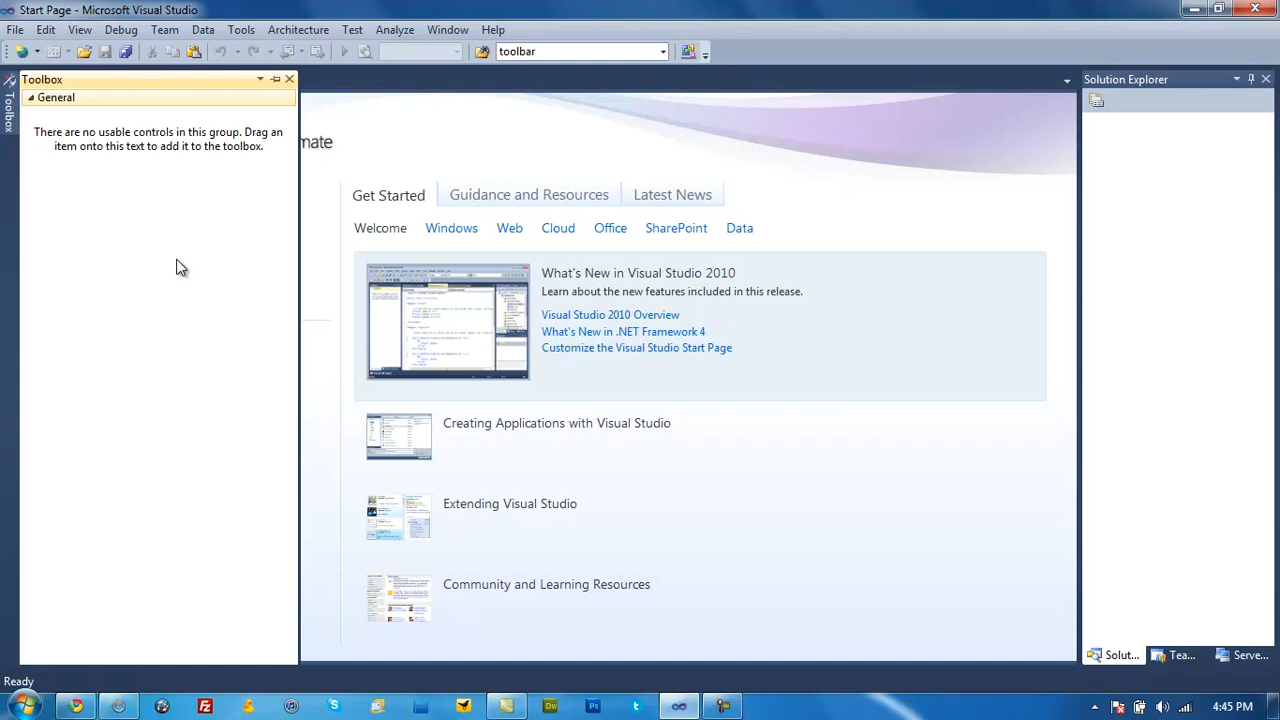 Start Page - Microsoft Visual Studio
File Edit View Debug Team Data Tools Architecture Test Analyze Window Help
toolbar
Toolbox
Toolbox
General
There are no usable controls in this group. Drag an
item onto this text to add it to the toolbox.
mate
Get Started Guidance and Resources Latest News
Welcome Windows Web Cloud Office SharePoint Data
What's New in Visual Studio 2010
Learn about the new features included in this release.
Visual Studio 2010 Overview
What's New in .NET Framework 4
Customize the Visual Studio Start Page
Creating Applications with Visual Studio
Extending Visual Studio
Community and Learning Resources
Solution Explorer
Solut... Tea... Serve...
Ready
Fz Dw Ps
4:45 PM